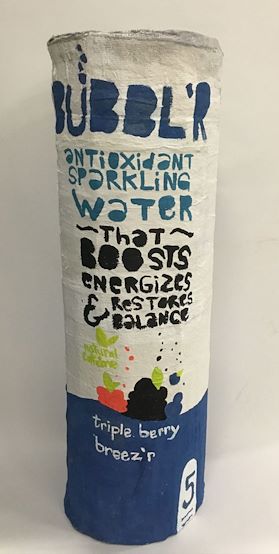 BUBBL'R
antioxidant
sparkling
water
~That~
BOOSTS
energizes
& Restores
Balance
natural
caffeine
triple berry
breez'r
5